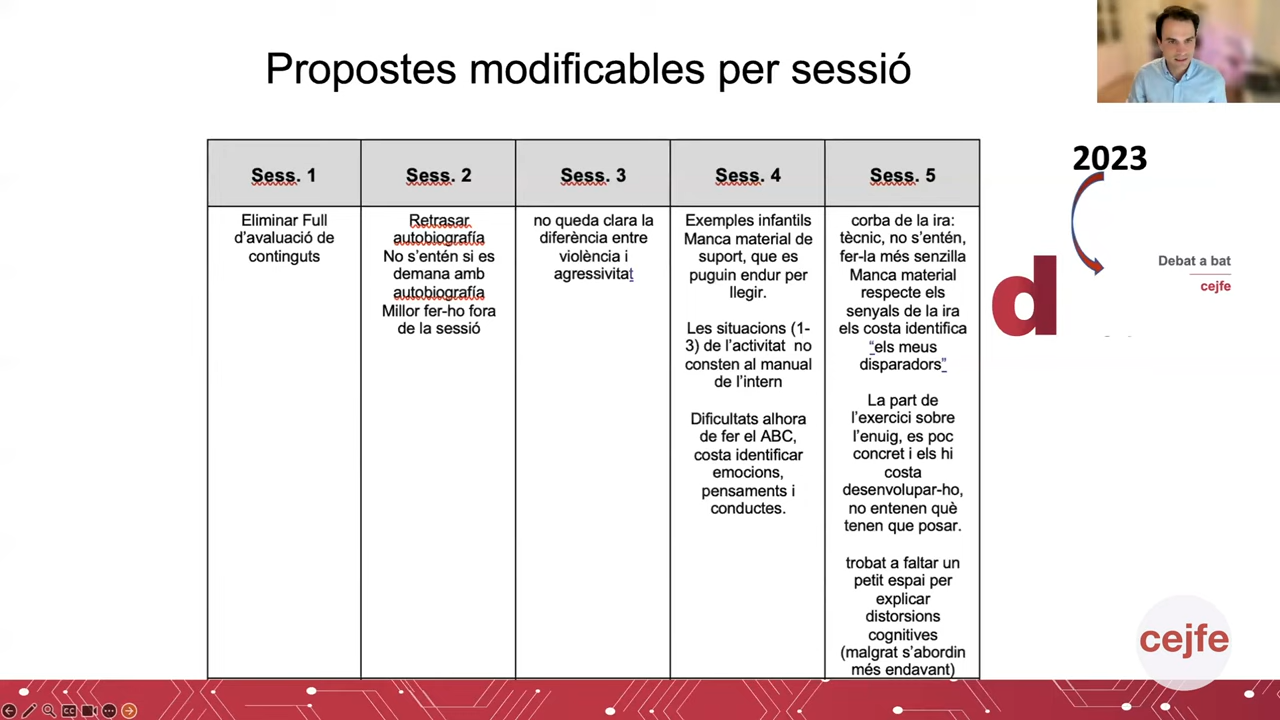 Propostes modificables per sessió
Sess. 1
Sess. 2
Sess. 3
Sess. 4
Sess. 5
Eliminar Full
d’avaluació de
continguts
Retrasar
autobiografía
No s’entén si es
demana amb
autobiografía
Millor fer-ho fora
de la sessió
no queda clara la
diferència entre
violència i
agressivitat
Exemples infantils
Manca material de
suport, que es
puguin endur per
llegir.
Les situacions (1-
3) de l’activitat no
consten al manual
de l’intern
Dificultats alhora
de fer el ABC,
costa identificar
emocions,
pensaments i
conductes.
corba de la ira:
tècnic, no s’entén,
fer-la més senzilla
Manca material
respecte els
senyals de la ira
els costa identifica
“els meus
disparadors”
La part de
l’exercici sobre
l’enuig, es poc
concret i els hi
costa
desenvolupar-ho,
no entenen què
tenen que posar.
trobat a faltar un
petit espai per
explicar
distorsions
cognitives
(malgrat s’abordin
més endavant)
2023
d
Debat a bat
cejfe
cejfe